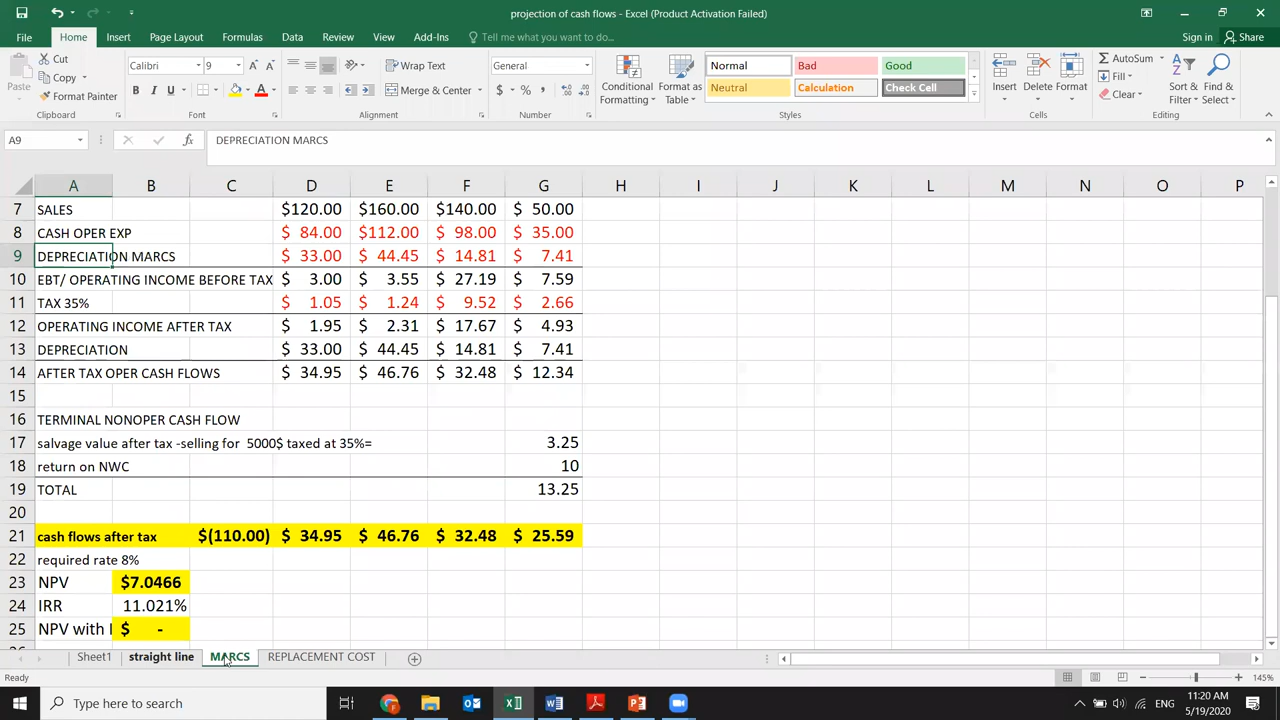 projection of cash flows - Excel (Product Activation Failed)
File Home Insert Page Layout Formulas Data Review View Add-Ins Tell me what you want to do... Sign in Share
Paste Cut Copy Format Painter Clipboard
Calibri 9 A A B I U A Font
Wrap Text Merge & Center Alignment
General $ % , Number
Conditional Formatting Format as Table
Normal Bad Good
Neutral Calculation Check Cell
Styles
Insert Delete Format Cells
AutoSum Fill Clear Sort & Filter Find & Select Editing
A9 fx DEPRECIATION MARCS
A B C D E F G H I J K L M N O P
7 SALES $120.00 $160.00 $140.00 $ 50.00
8 CASH OPER EXP $ 84.00 $112.00 $ 98.00 $ 35.00
9 DEPRECIATION MARCS $ 33.00 $ 44.45 $ 14.81 $ 7.41
10 EBT/ OPERATING INCOME BEFORE TAX $ 3.00 $ 3.55 $ 27.19 $ 7.59
11 TAX 35% $ 1.05 $ 1.24 $ 9.52 $ 2.66
12 OPERATING INCOME AFTER TAX $ 1.95 $ 2.31 $ 17.67 $ 4.93
13 DEPRECIATION $ 33.00 $ 44.45 $ 14.81 $ 7.41
14 AFTER TAX OPER CASH FLOWS $ 34.95 $ 46.76 $ 32.48 $ 12.34
15
16 TERMINAL NONOPER CASH FLOW
17 salvage value after tax -selling for 5000$ taxed at 35%= 3.25
18 return on NWC 10
19 TOTAL 13.25
20
21 cash flows after tax $(110.00) $ 34.95 $ 46.76 $ 32.48 $ 25.59
22 required rate 8%
23 NPV $7.0466
24 IRR 11.021%
25 NPV with $ -
Sheet1 straight line MARCS REPLACEMENT COST
Ready 145%
Type here to search ENG 11:20 AM
5/19/2020